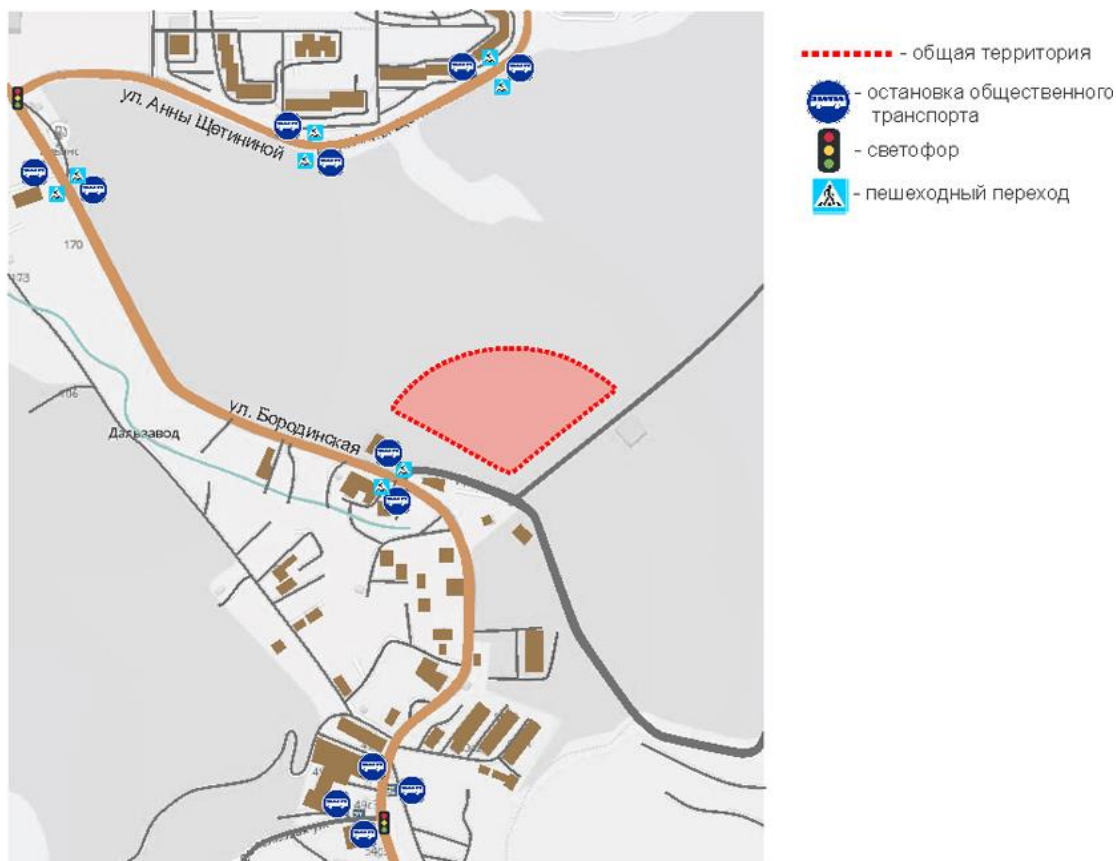 ул. Анны Щетининой
170
173
106
ул. Бородинская
Дальзавод
- общая территория
- остановка общественного
транспорта
- светофор
- пешеходный переход